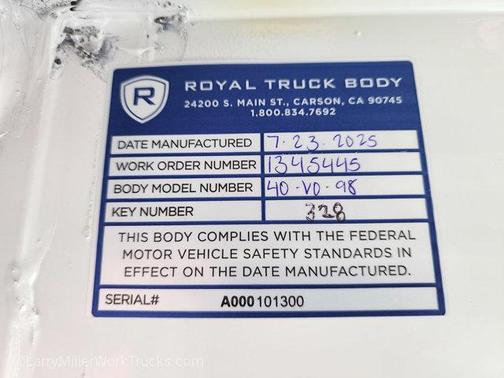 R
ROYAL TRUCK BODY
24200 S. MAIN ST., CARSON, CA 90745
1.800.834.7692
DATE MANUFACTURED 7.23.2025
WORK ORDER NUMBER 1345445
BODY MODEL NUMBER 40-VO-98
KEY NUMBER 328
THIS BODY COMPLIES WITH THE FEDERAL
MOTOR VEHICLE SAFETY STANDARDS IN
EFFECT ON THE DATE MANUFACTURED.
SERIAL# A000101300
©LarryMillerWorkTrucks.com